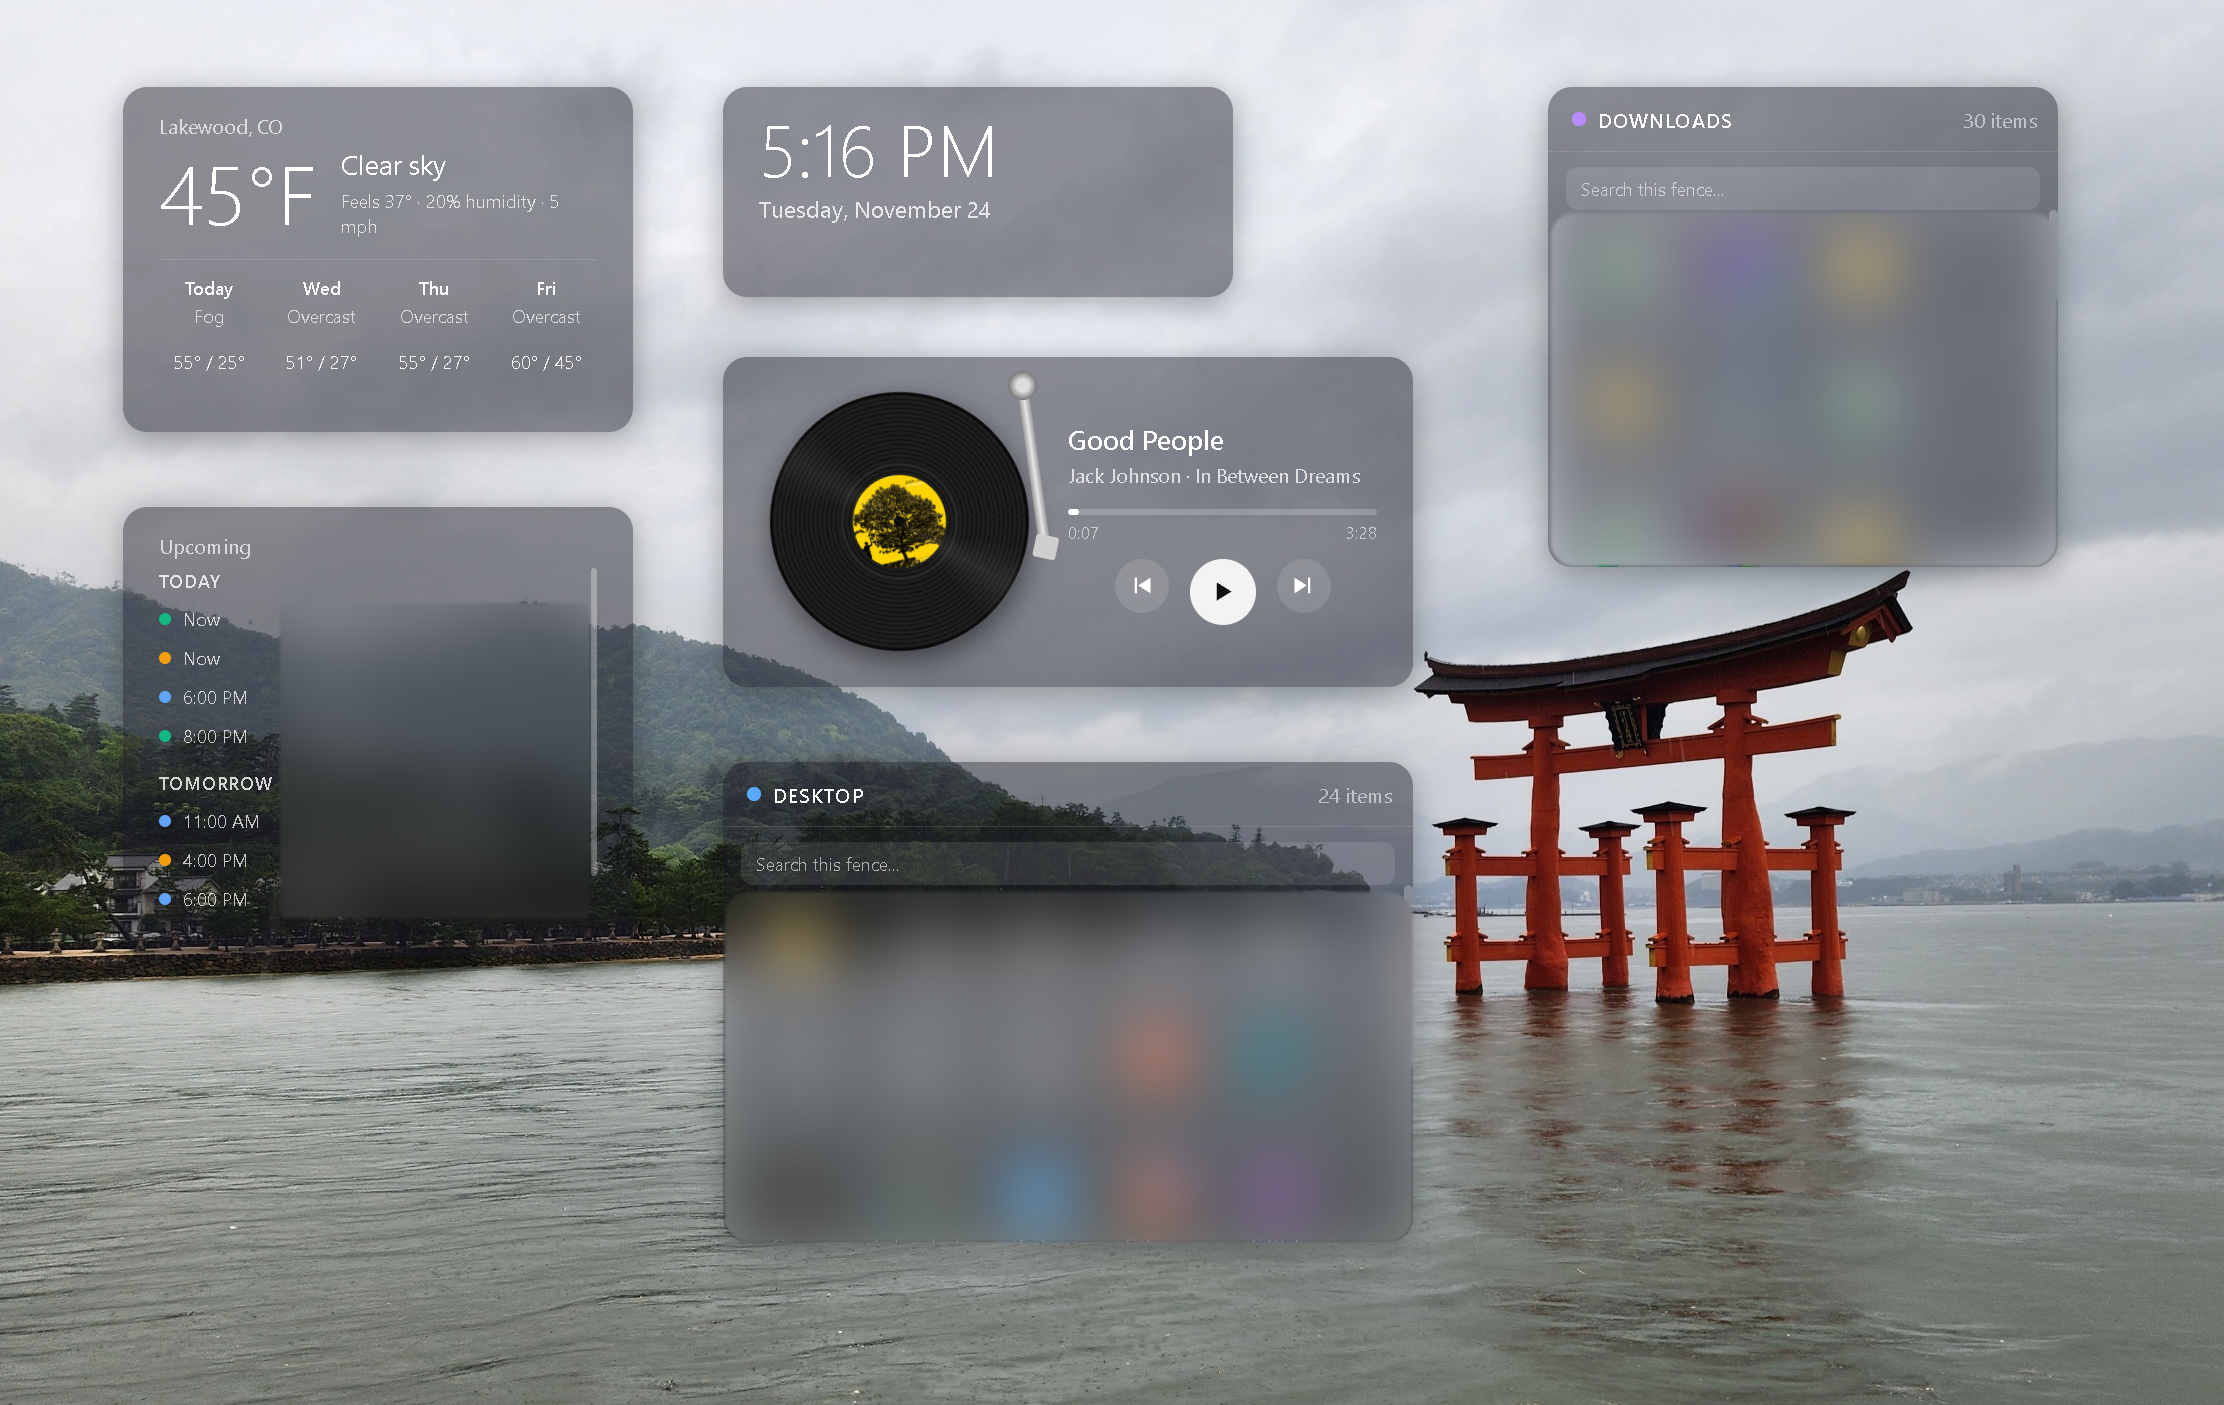 Lakewood, CO
45°F
Clear sky
Feels 37° · 20% humidity · 5
mph
Today
Wed
Thu
Fri
Fog
Overcast
Overcast
Overcast
55° / 25°
51° / 27°
55° / 27°
60° / 45°
Upcoming
TODAY
Now
Now
6:00 PM
8:00 PM
TOMORROW
11:00 AM
4:00 PM
6:00 PM
5:16 PM
Tuesday, November 24
Good People
Jack Johnson · In Between Dreams
0:07
3:28
DESKTOP
24 items
Search this fence...
DOWNLOADS
30 items
Search this fence...